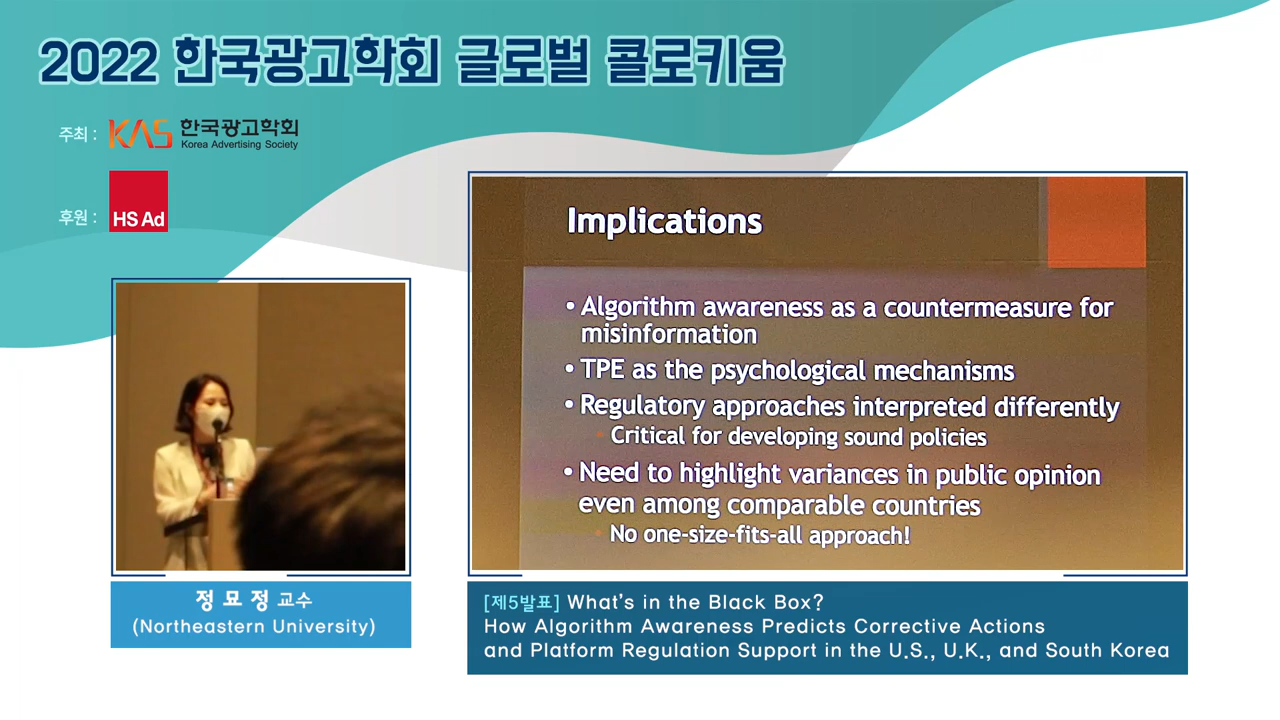 2022 한국광고학회 글로벌 콜로키움
주최 : KAS 한국광고학회
Korea Advertising Society
후원 : HS Ad
Implications
• Algorithm awareness as a countermeasure for
misinformation
• TPE as the psychological mechanisms
• Regulatory approaches interpreted differently
Critical for developing sound policies
• Need to highlight variances in public opinion
even among comparable countries
No one-size-fits-all approach!
정묘정 교수
(Northeastern University)
[제5발표] What's in the Black Box?
How Algorithm Awareness Predicts Corrective Actions
and Platform Regulation Support in the U.S., U.K., and South Korea